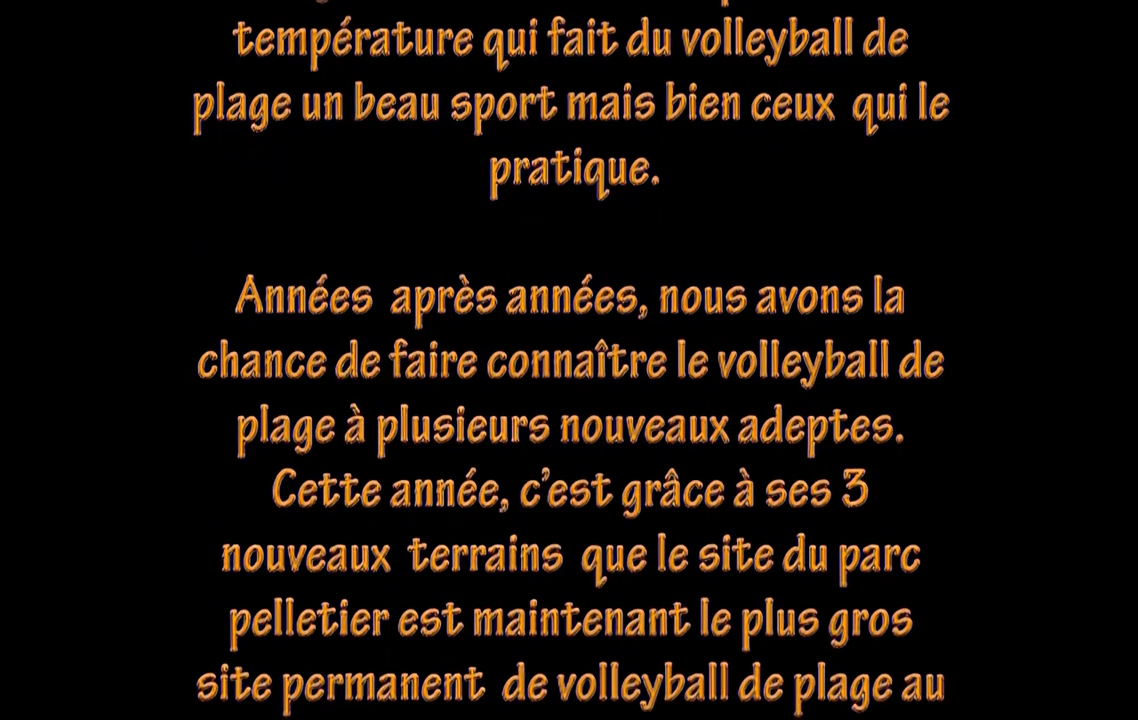 température qui fait du volleyball de
plage un beau sport mais bien ceux qui le
pratique.
Années après années, nous avons la
chance de faire connaître le volleyball de
plage à plusieurs nouveaux adeptes.
Cette année, c’est grâce à ses 3
nouveaux terrains que le site du parc
pelletier est maintenant le plus gros
site permanent de volleyball de plage au